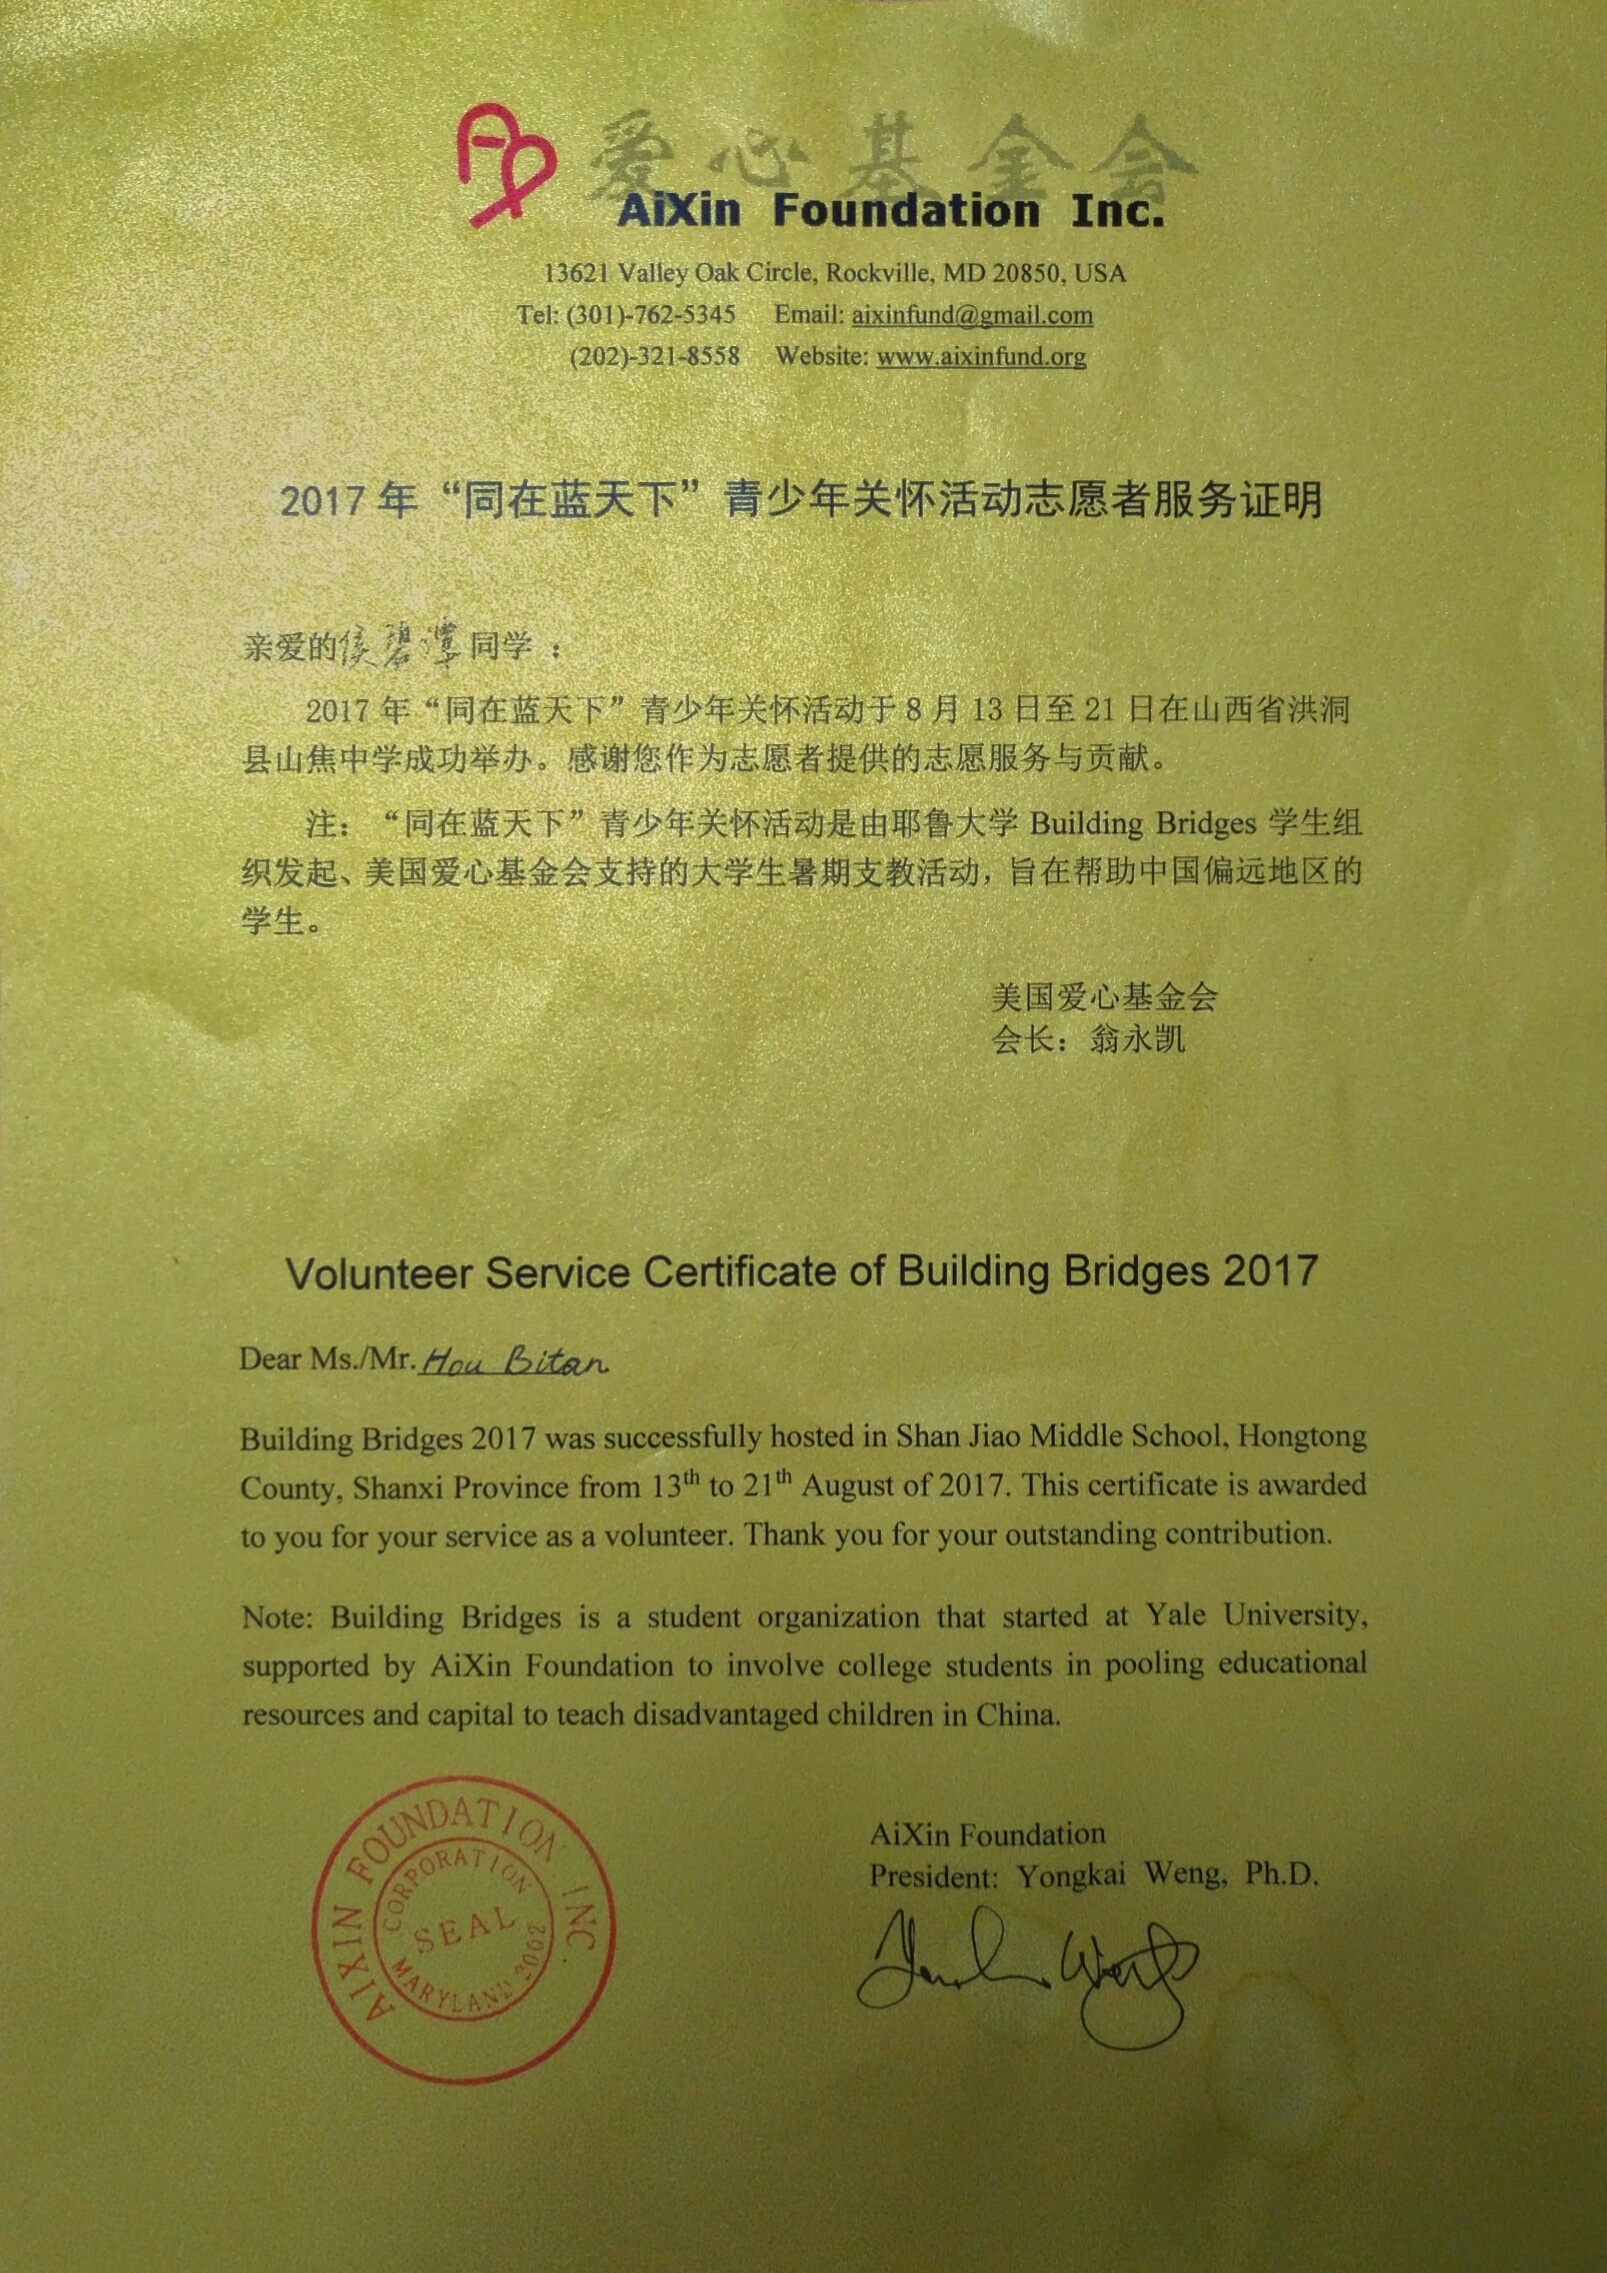 爱心基金会
AiXin Foundation Inc.
13621 Valley Oak Circle, Rockville, MD 20850, USA
Tel: (301)-762-5345 Email: aixinfund@gmail.com
(202)-321-8558 Website: www.aixinfund.org
2017 年“同在蓝天下”青少年关怀活动志愿者服务证明
亲爱的侯碧潭同学：
2017 年“同在蓝天下”青少年关怀活动于 8 月 13 日至 21 日在山西省洪洞
县山焦中学成功举办。感谢您作为志愿者提供的志愿服务与贡献。
注：“同在蓝天下”青少年关怀活动是由耶鲁大学 Building Bridges 学生组
织发起、美国爱心基金会支持的大学生暑期支教活动，旨在帮助中国偏远地区的
学生。
美国爱心基金会
会长：翁永凯
Volunteer Service Certificate of Building Bridges 2017
Dear Ms./Mr. Hou Bitan
Building Bridges 2017 was successfully hosted in Shan Jiao Middle School, Hongtong
County, Shanxi Province from 13th to 21th August of 2017. This certificate is awarded
to you for your service as a volunteer. Thank you for your outstanding contribution.
Note: Building Bridges is a student organization that started at Yale University,
supported by AiXin Foundation to involve college students in pooling educational
resources and capital to teach disadvantaged children in China.
AIXIN FOUNDATION INC.
CORPORATION
SEAL
MARYLAND 2002
AiXin Foundation
President: Yongkai Weng, Ph.D.